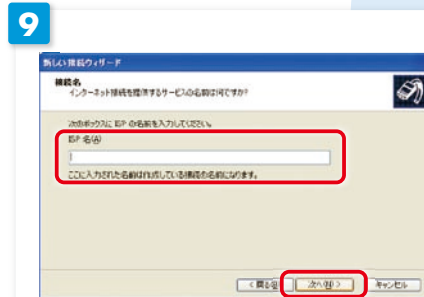 9
新しい接続ウィザード
接続名
インターネット接続を提供するサービスの名前は何ですか?
次のボックスに ISP の名前を入力してください。
ISP 名(A)
ここに入力された名前は作成している接続の名前になります。
< 戻る(B) 次へ(N) > キャンセル